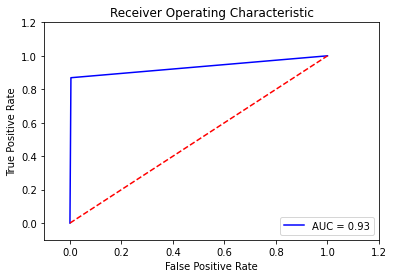 Receiver Operating Characteristic
True Positive Rate
1.2
1.0
0.8
0.6
0.4
0.2
0.0
AUC = 0.93
0.0 0.2 0.4 0.6 0.8 1.0 1.2
False Positive Rate